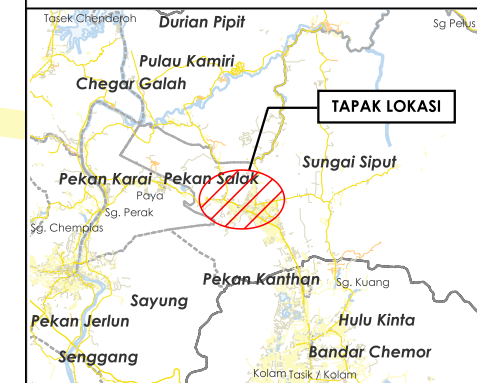 Tasek Chenderoh
Durian Pipit
Sg Pelus
Pulau Kamiri
Chegar Galah
TAPAK LOKASI
Sungai Siput
Pekan Karai
Pekan Salak
Paya
Sg. Perak
Sg. Chempias
Pekan Kanthan
Sg. Kuang
Sayung
Pekan Jerlun
Hulu Kinta
Senggang
Bandar Chemor
Kolam
Tasik / Kolam